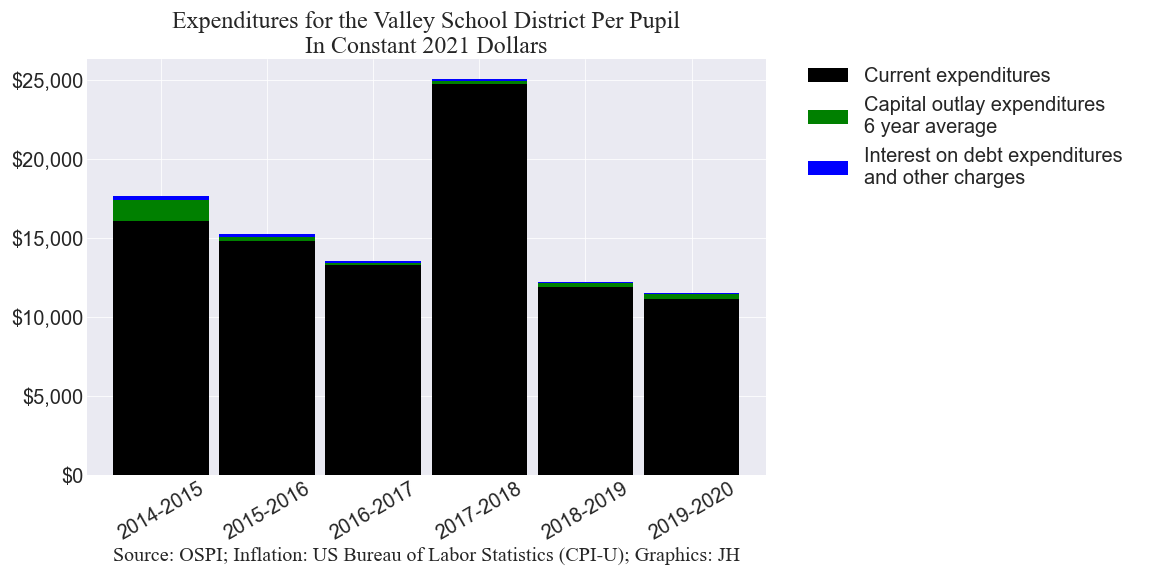 Expenditures for the Valley School District Per Pupil
In Constant 2021 Dollars
$25,000
$20,000
$15,000
$10,000
$5,000
$0
2014-2015
2015-2016
2016-2017
2017-2018
2018-2019
2019-2020
Source: OSPI; Inflation: US Bureau of Labor Statistics (CPI-U); Graphics: JH
Current expenditures
Capital outlay expenditures
6 year average
Interest on debt expenditures
and other charges